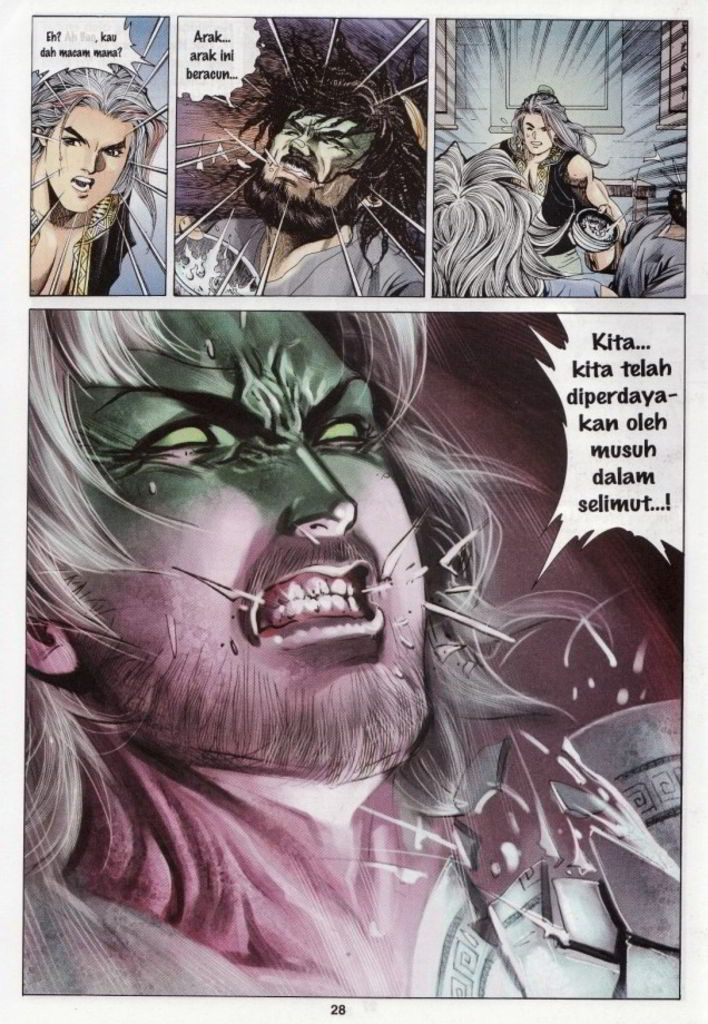 Eh? Ah Bao, kau
dah macam mana?
Arak...
arak ini
beracun...
Kita...
kita telah
diperdaya-
kan oleh
musuh
dalam
selimut...!
28